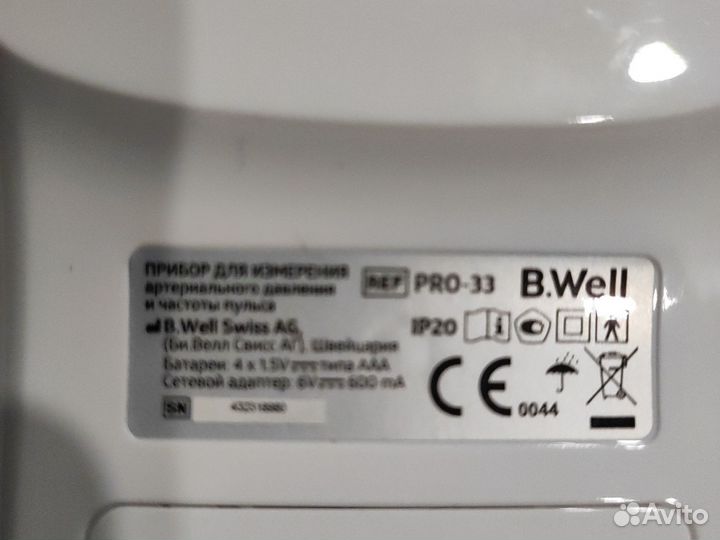 ПРИБОР ДЛЯ ИЗМЕРЕНИЯ
артериального давления
и частоты пульса
REF PRO-33
B.Well
B.Well Swiss AG,
(Би.Велл Свисс АГ), Швейцария
Батареи: 4 x 1.5V типа AAA
Сетевой адаптер: 6V 600 mA
SN
IP20
CE 0044
Avito